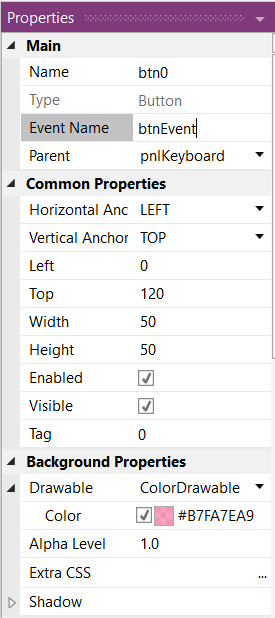 Properties
Main
Name btn0
Type Button
Event Name btnEvent
Parent pnlKeyboard
Common Properties
Horizontal Anc LEFT
Vertical Anchor TOP
Left 0
Top 120
Width 50
Height 50
Enabled
Visible
Tag 0
Background Properties
Drawable ColorDrawable
Color #B7FA7EA9
Alpha Level 1.0
Extra CSS ...
Shadow